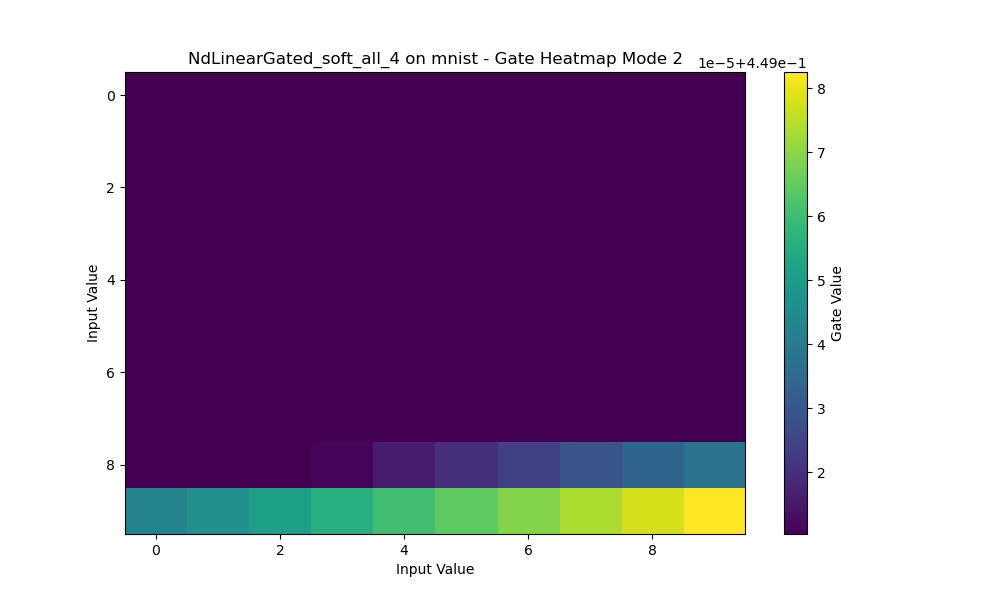 NdLinearGated_soft_all_4 on mnist - Gate Heatmap Mode 2
1e−5+4.49e−1
0
2
4
6
8
Input Value
0 2 4 6 8
Input Value
8
7
6
5
4
3
2
Gate Value